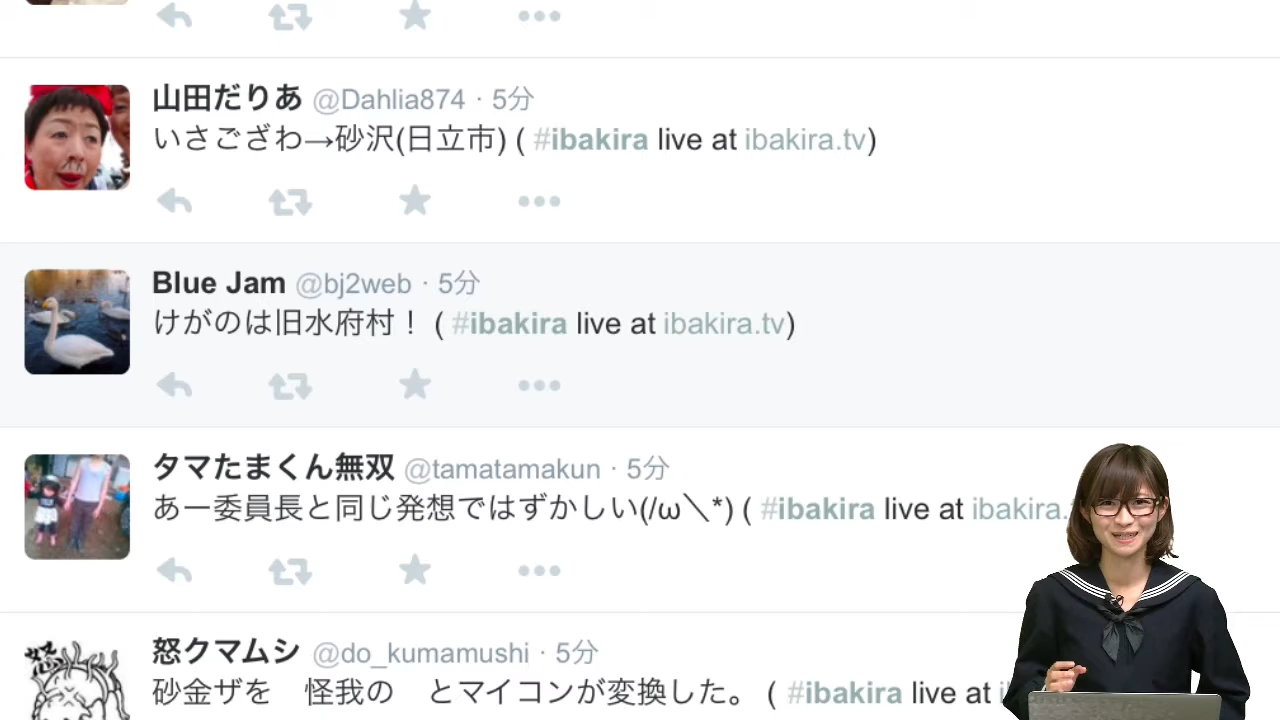 山田だりあ @Dahlia874 · 5分
いさござわ→砂沢(日立市) ( #ibakira live at ibakira.tv)
Blue Jam @bj2web · 5分
けがのは旧水府村！ ( #ibakira live at ibakira.tv)
タマたまくん無双 @tamatamakun · 5分
あー委員長と同じ発想ではずかしい(/ω＼*) ( #ibakira live at ibakira.
怒クマムシ @do_kumamushi · 5分
砂金ザを　怪我の　とマイコンが変換した。 ( #ibakira live at